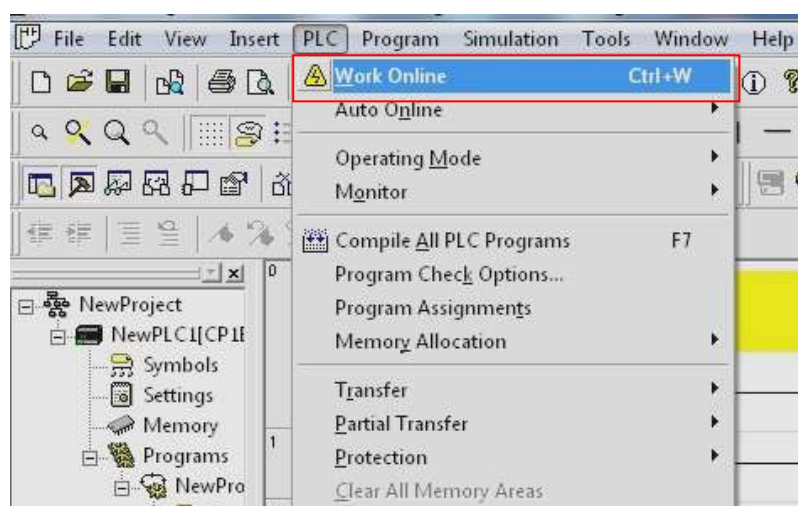 File Edit View Insert PLC Program Simulation Tools Window Help
Work Online Ctrl+W
Auto Online
Operating Mode
Monitor
Compile All PLC Programs F7
Program Check Options...
Program Assignments
Memory Allocation
Transfer
Partial Transfer
Protection
Clear All Memory Areas
0
1
NewProject
NewPLC1[CP1E
Symbols
Settings
Memory
Programs
NewPro